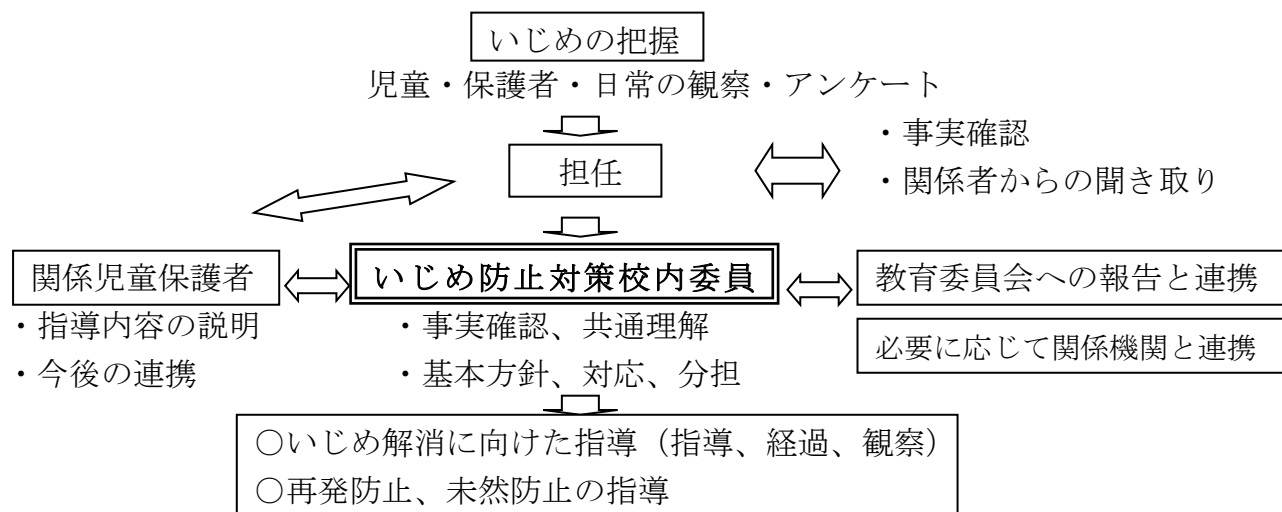 いじめの把握
児童・保護者・日常の観察・アンケート
担任
・事実確認
・関係者からの聞き取り
関係児童保護者
・指導内容の説明
・今後の連携
いじめ防止対策校内委員
・事実確認、共通理解
・基本方針、対応、分担
教育委員会への報告と連携
必要に応じて関係機関と連携
○いじめ解消に向けた指導（指導、経過、観察）
○再発防止、未然防止の指導